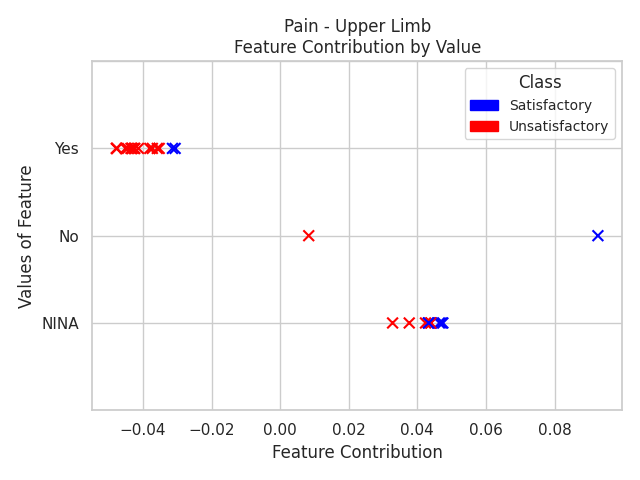 Pain - Upper Limb
Feature Contribution by Value
Class
Satisfactory
Unsatisfactory
Values of Feature
Yes
No
NINA
−0.04
−0.02
0.00
0.02
0.04
0.06
0.08
Feature Contribution